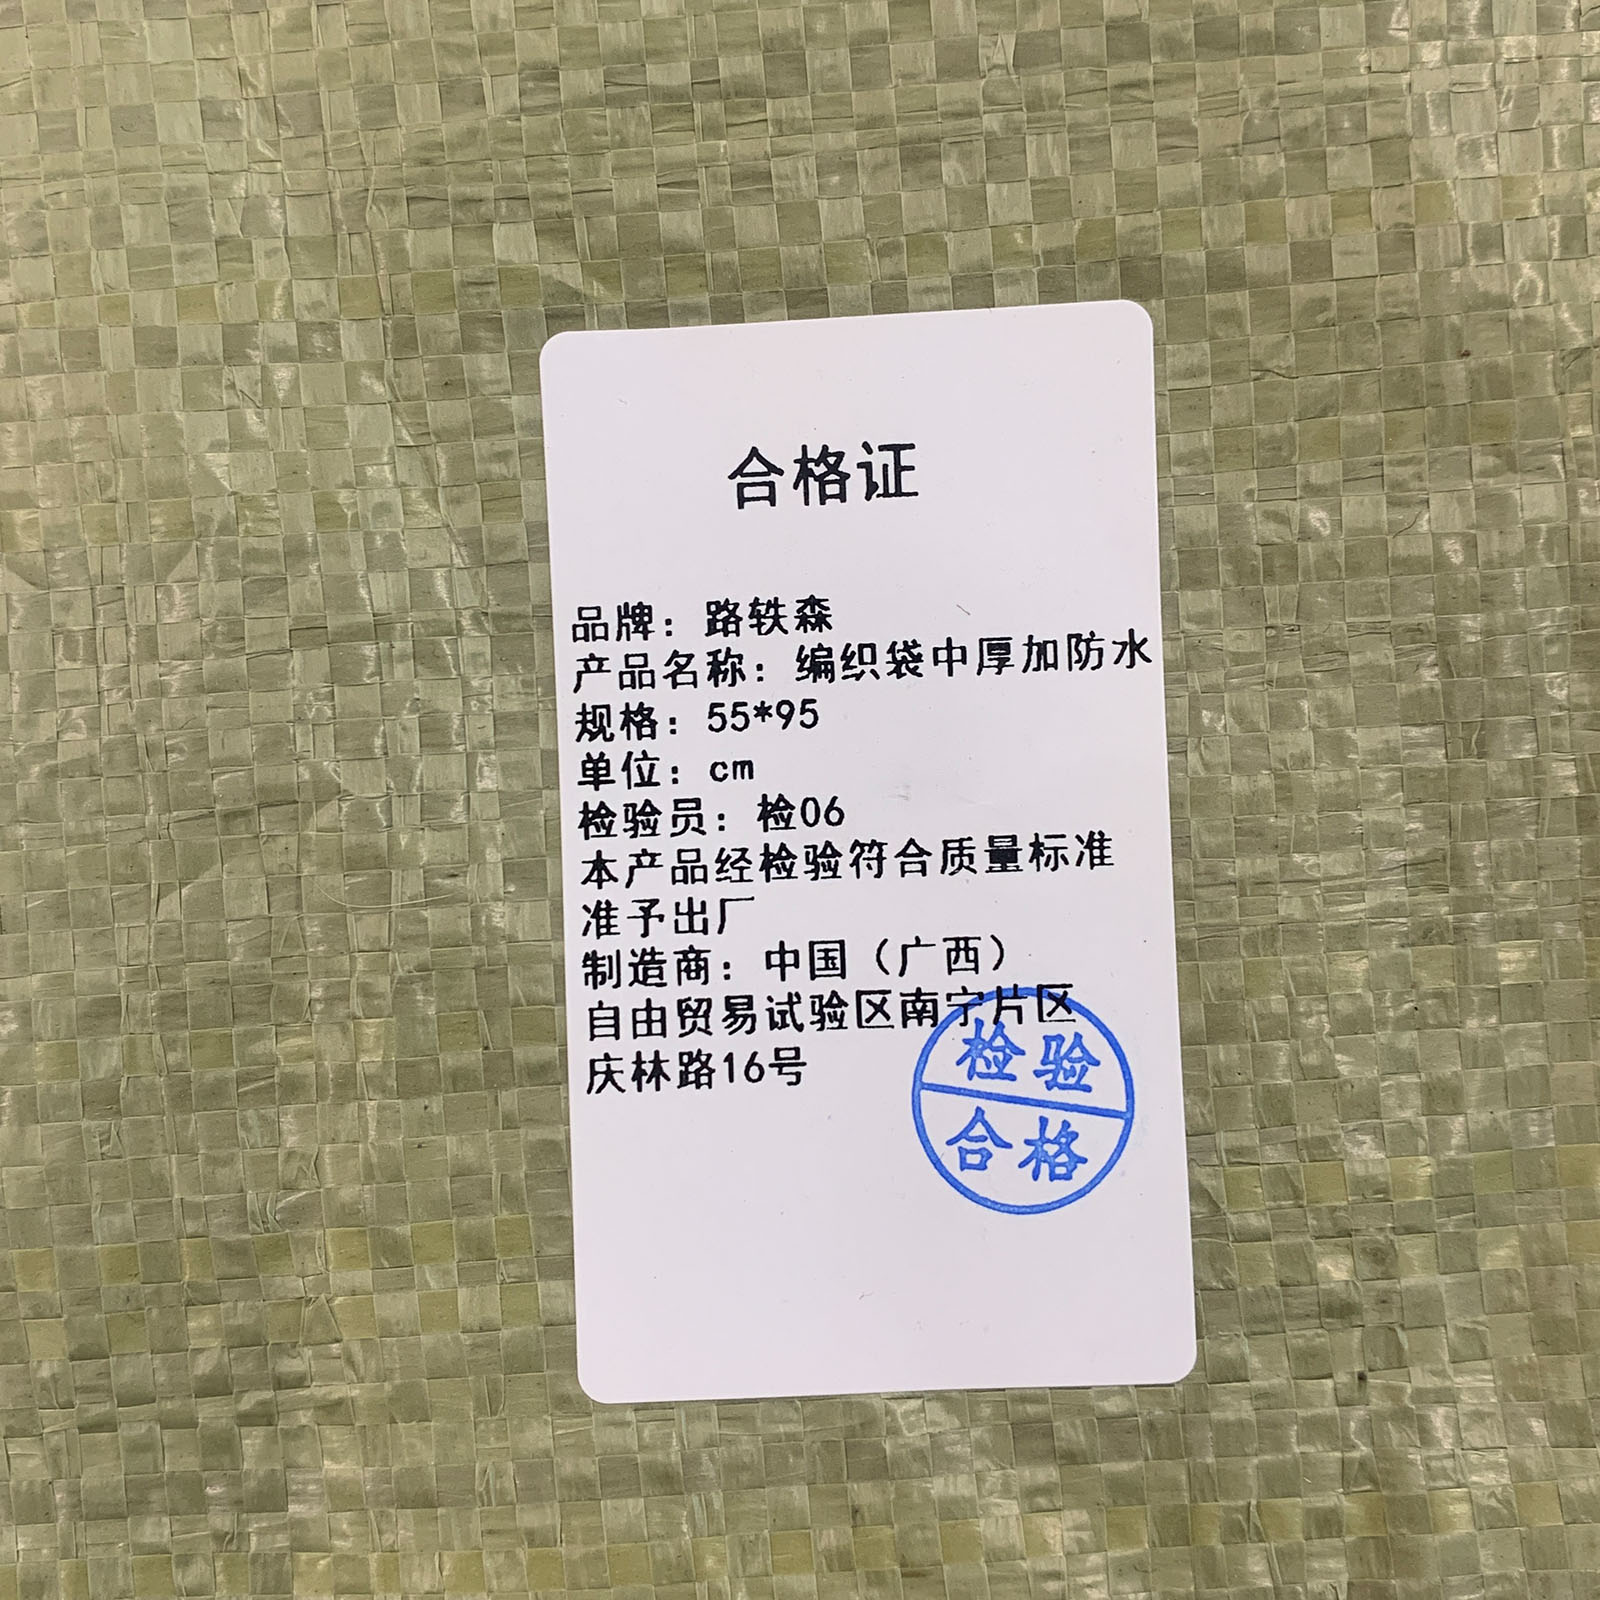 合格证
品牌：路轶森
产品名称：编织袋中厚加防水
规格：55*95
单位：cm
检验员：检06
本产品经检验符合质量标准
准予出厂
制造商：中国（广西）
自由贸易试验区南宁片区
庆林路16号
检验
合格